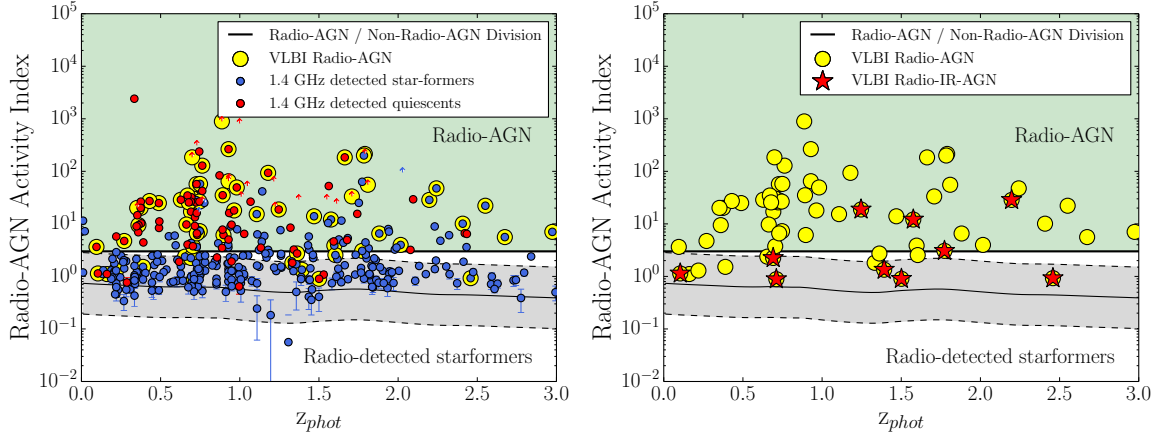 Radio-AGN / Non-Radio-AGN Division
VLBI Radio-AGN
1.4 GHz detected star-formers
1.4 GHz detected quiescents
Radio-AGN
Radio-detected starformers
Radio-AGN Activity Index
10^5
10^4
10^3
10^2
10^1
10^0
10^-1
10^-2
0.0 0.5 1.0 1.5 2.0 2.5 3.0
z_phot
Radio-AGN / Non-Radio-AGN Division
VLBI Radio-AGN
VLBI Radio-IR-AGN
Radio-AGN
Radio-detected starformers
Radio-AGN Activity Index
10^5
10^4
10^3
10^2
10^1
10^0
10^-1
10^-2
0.0 0.5 1.0 1.5 2.0 2.5 3.0
z_phot